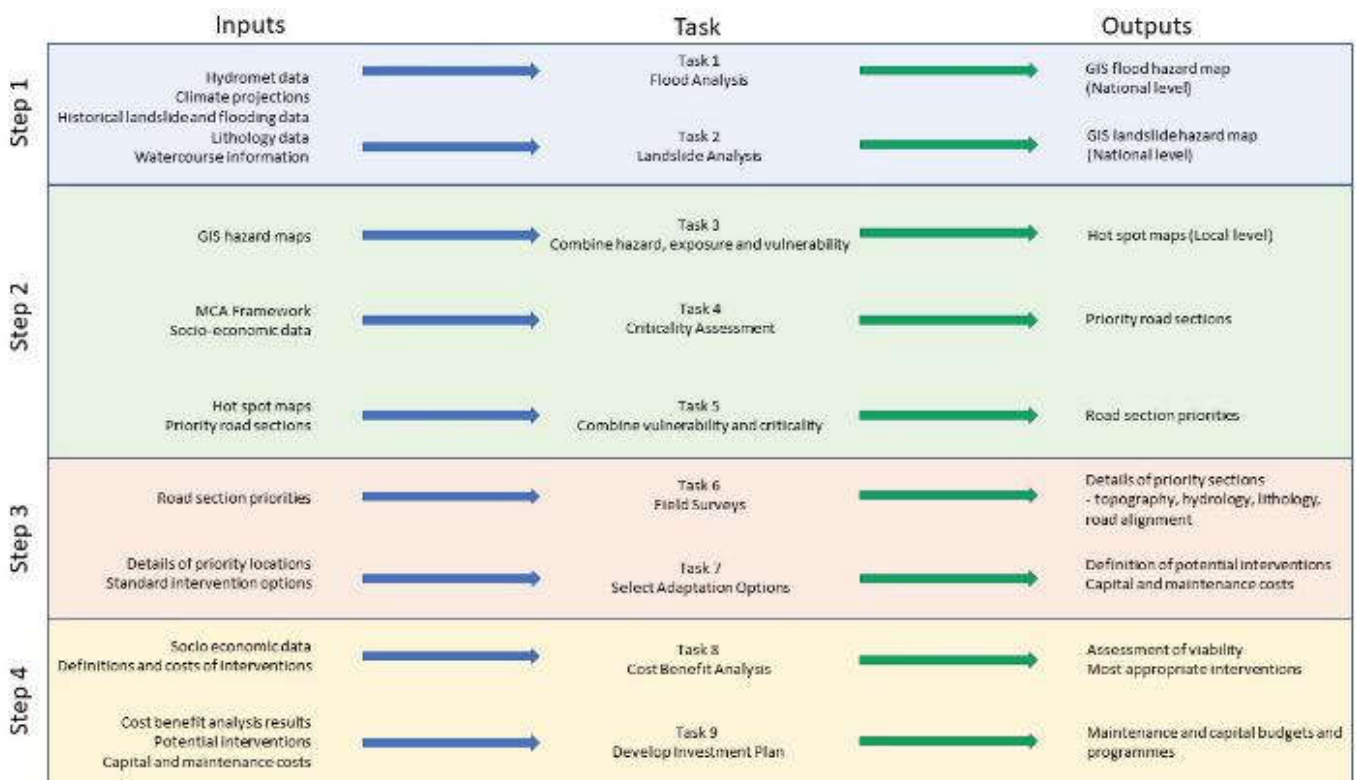 Inputs
Task
Outputs
Step 1
Hydromet data
Climate projections
Historical landslide and flooding data
Lithology data
Watercourse information
Task 1
Flood Analysis
GIS flood hazard map
(National level)
Task 2
Landslide Analysis
GIS landslide hazard map
(National level)
Step 2
GIS hazard maps
Task 3
Combine hazard, exposure and vulnerability
Hot spot maps (Local level)
MCA Framework
Socio-economic data
Task 4
Criticality Assessment
Priority road sections
Hot spot maps
Priority road sections
Task 5
Combine vulnerability and criticality
Road section priorities
Step 3
Road section priorities
Task 6
Field Surveys
Details of priority sections
- topography, hydrology, lithology,
road alignment
Details of priority locations
Standard intervention options
Task 7
Select Adaptation Options
Definition of potential interventions
Capital and maintenance costs
Step 4
Socio economic data
Definitions and costs of interventions
Task 8
Cost Benefit Analysis
Assessment of viability
Most appropriate interventions
Cost benefit analysis results
Potential interventions
Capital and maintenance costs
Task 9
Develop Investment Plan
Maintenance and capital budgets and
programmes